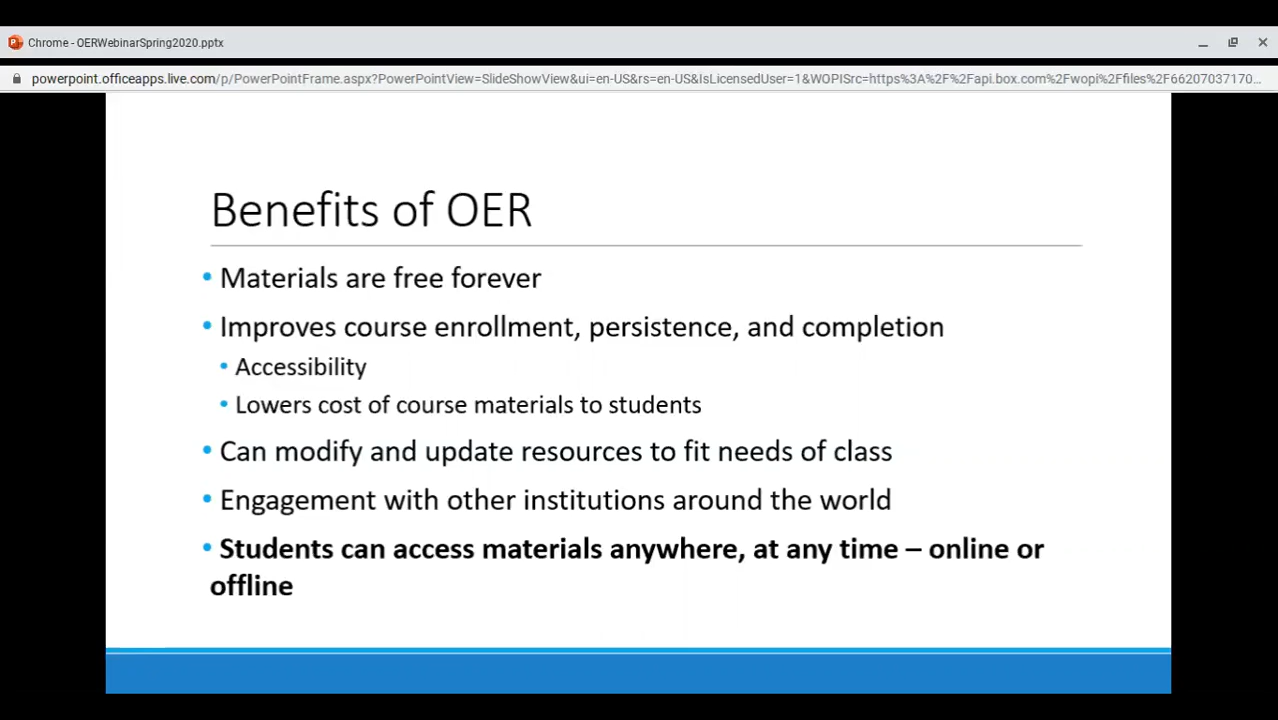 Chrome - OERWebinarSpring2020.pptx
powerpoint.officeapps.live.com/p/PowerPointFrame.aspx?PowerPointView=SlideShowView&ui=en-US&rs=en-US&IsLicensedUser=1&WOPISrc=https%3A%2F%2Fapi.box.com%2Fwopi%2Ffiles%2F66207037170...
Benefits of OER
• Materials are free forever
• Improves course enrollment, persistence, and completion
• Accessibility
• Lowers cost of course materials to students
• Can modify and update resources to fit needs of class
• Engagement with other institutions around the world
• Students can access materials anywhere, at any time – online or
offline